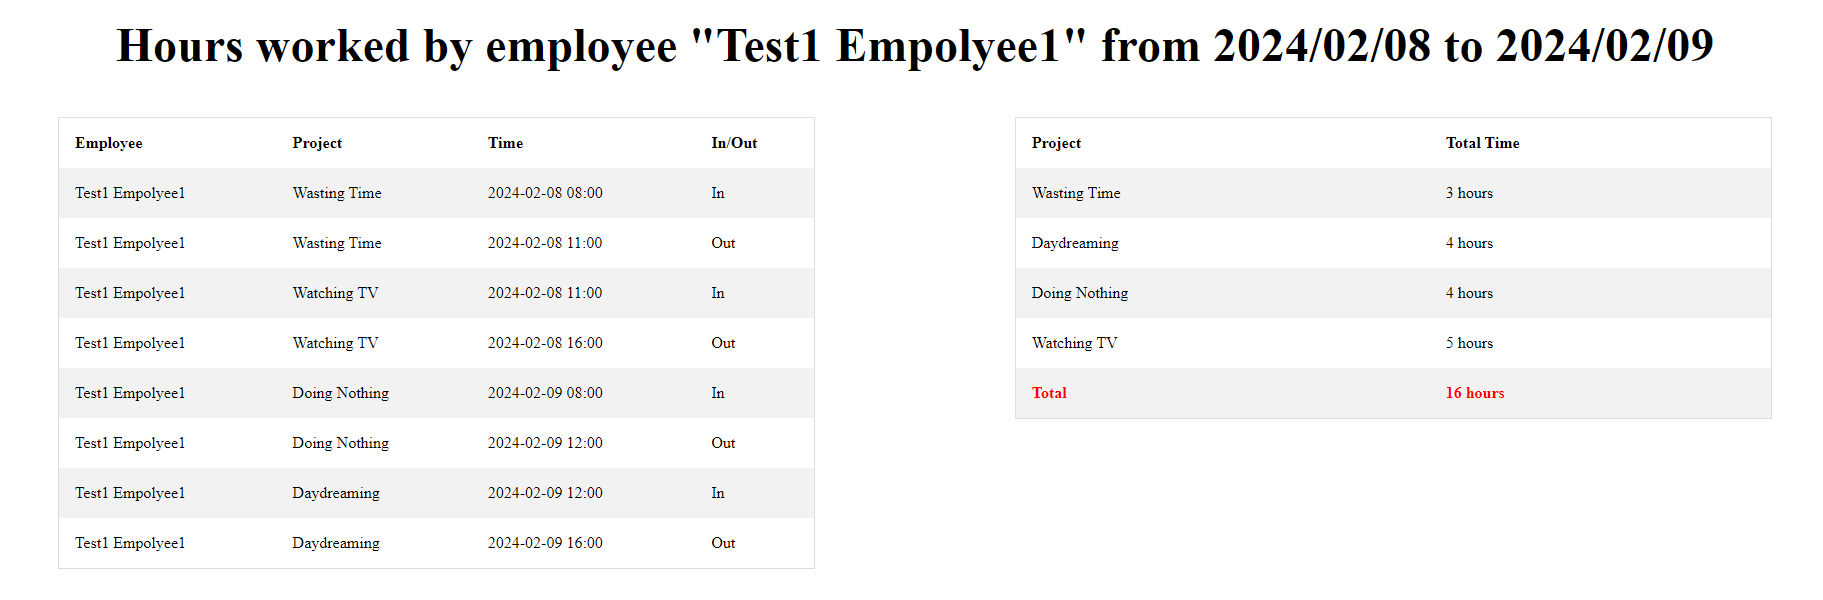 Hours worked by employee "Test1 Empolyee1" from 2024/02/08 to 2024/02/09
Employee Project Time In/Out
Test1 Empolyee1 Wasting Time 2024-02-08 08:00 In
Test1 Empolyee1 Wasting Time 2024-02-08 11:00 Out
Test1 Empolyee1 Watching TV 2024-02-08 11:00 In
Test1 Empolyee1 Watching TV 2024-02-08 16:00 Out
Test1 Empolyee1 Doing Nothing 2024-02-09 08:00 In
Test1 Empolyee1 Doing Nothing 2024-02-09 12:00 Out
Test1 Empolyee1 Daydreaming 2024-02-09 12:00 In
Test1 Empolyee1 Daydreaming 2024-02-09 16:00 Out
Project Total Time
Wasting Time 3 hours
Daydreaming 4 hours
Doing Nothing 4 hours
Watching TV 5 hours
Total 16 hours